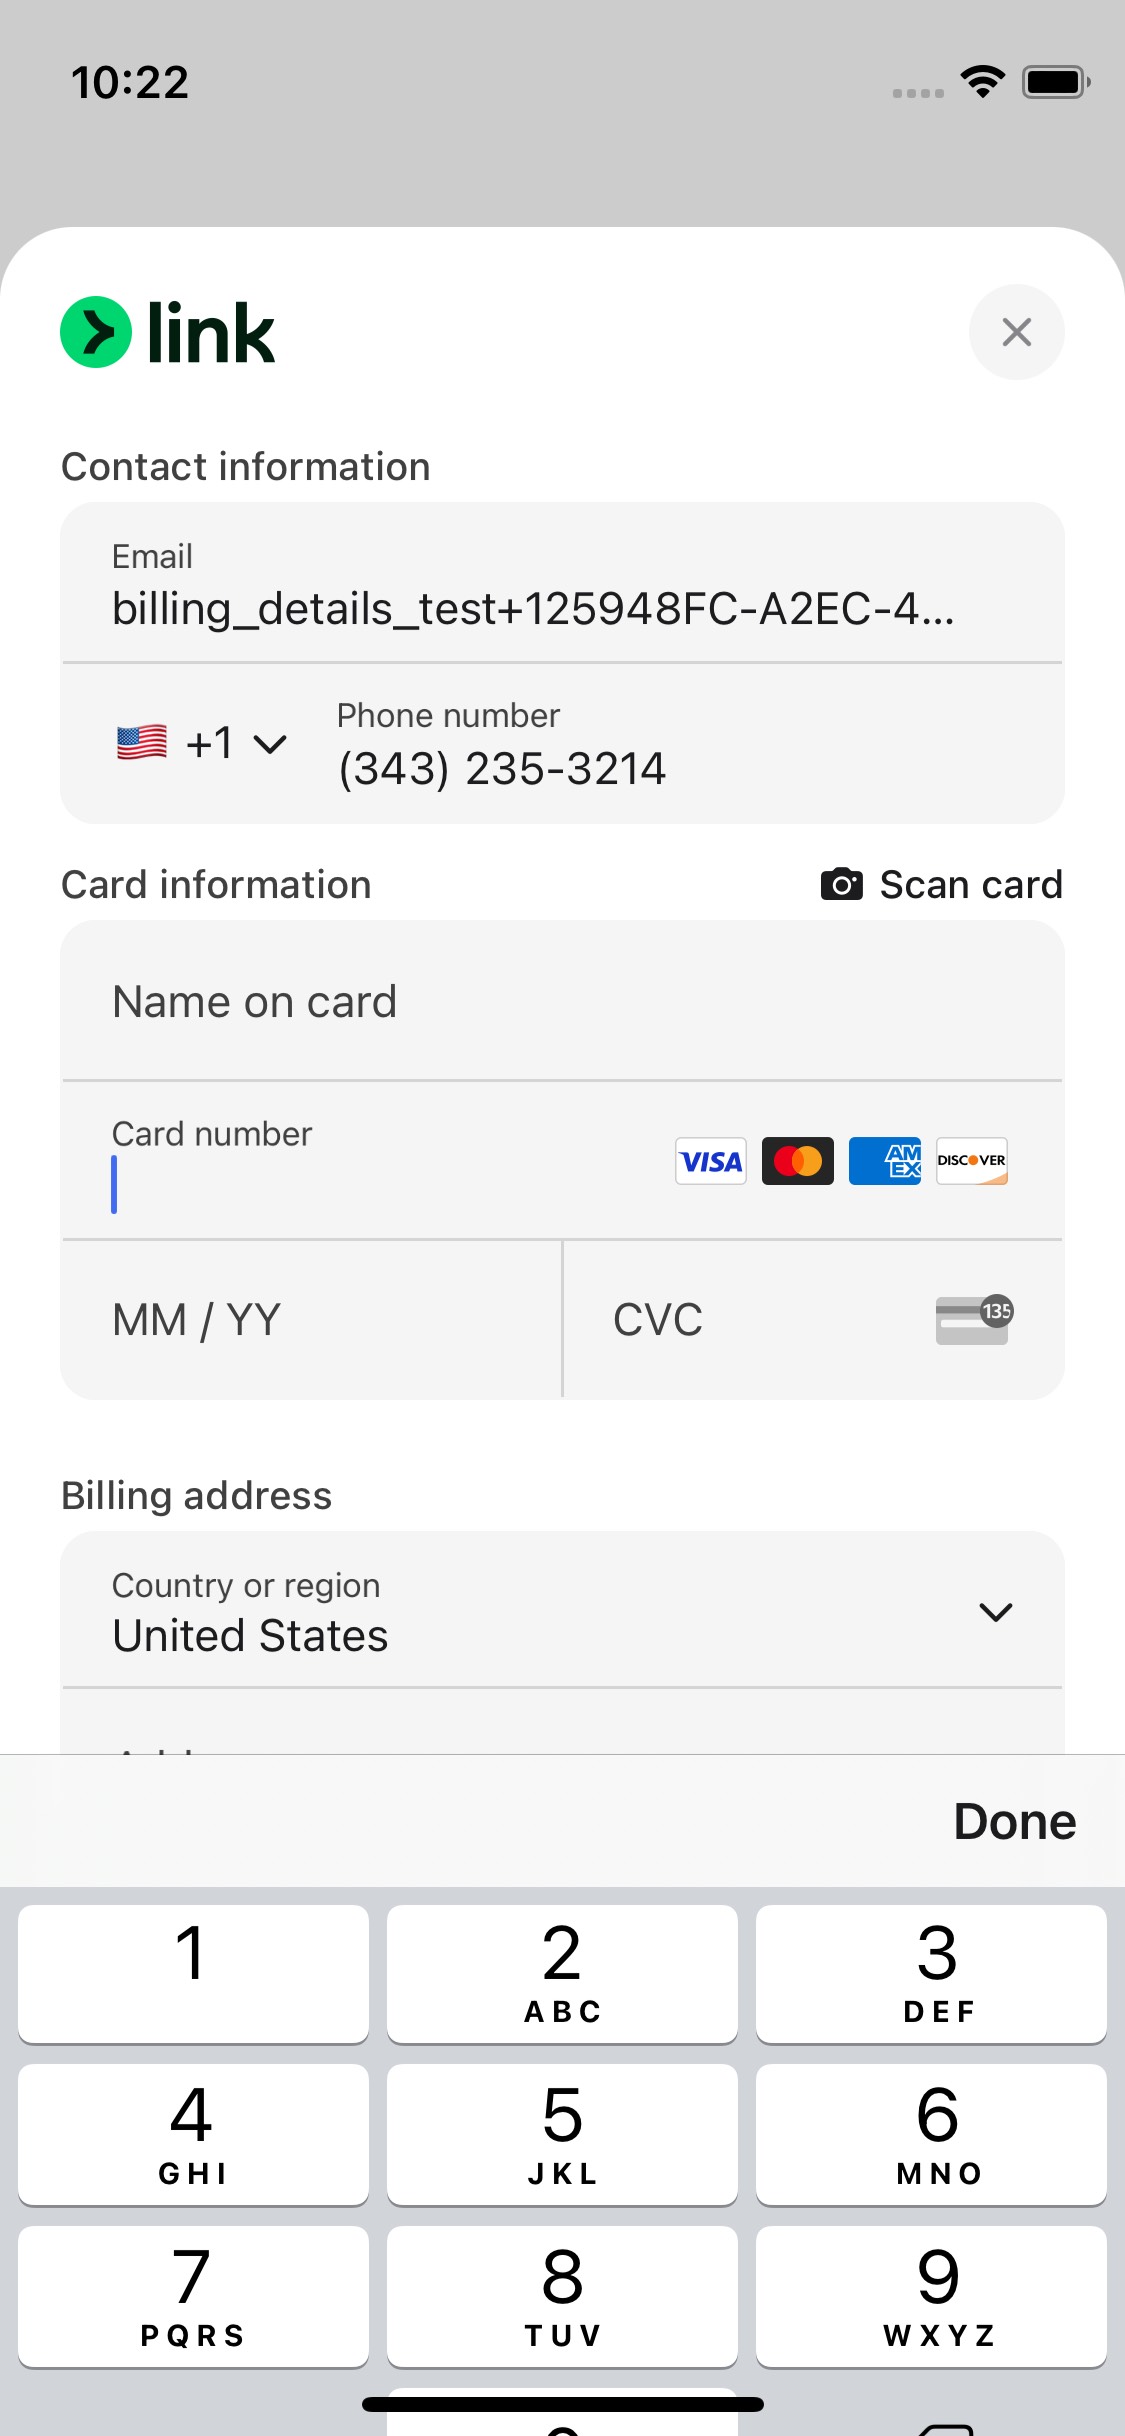 10:22
link
Contact information
Email
billing_details_test+125948FC-A2EC-4...
+1
Phone number
(343) 235-3214
Card information
Scan card
Name on card
Card number
VISA
AM
EX
DISCOVER
MM / YY
CVC
135
Billing address
Country or region
United States
Done
1
2
ABC
3
DEF
4
GHI
5
JKL
6
MNO
7
PQRS
8
TUV
9
WXYZ